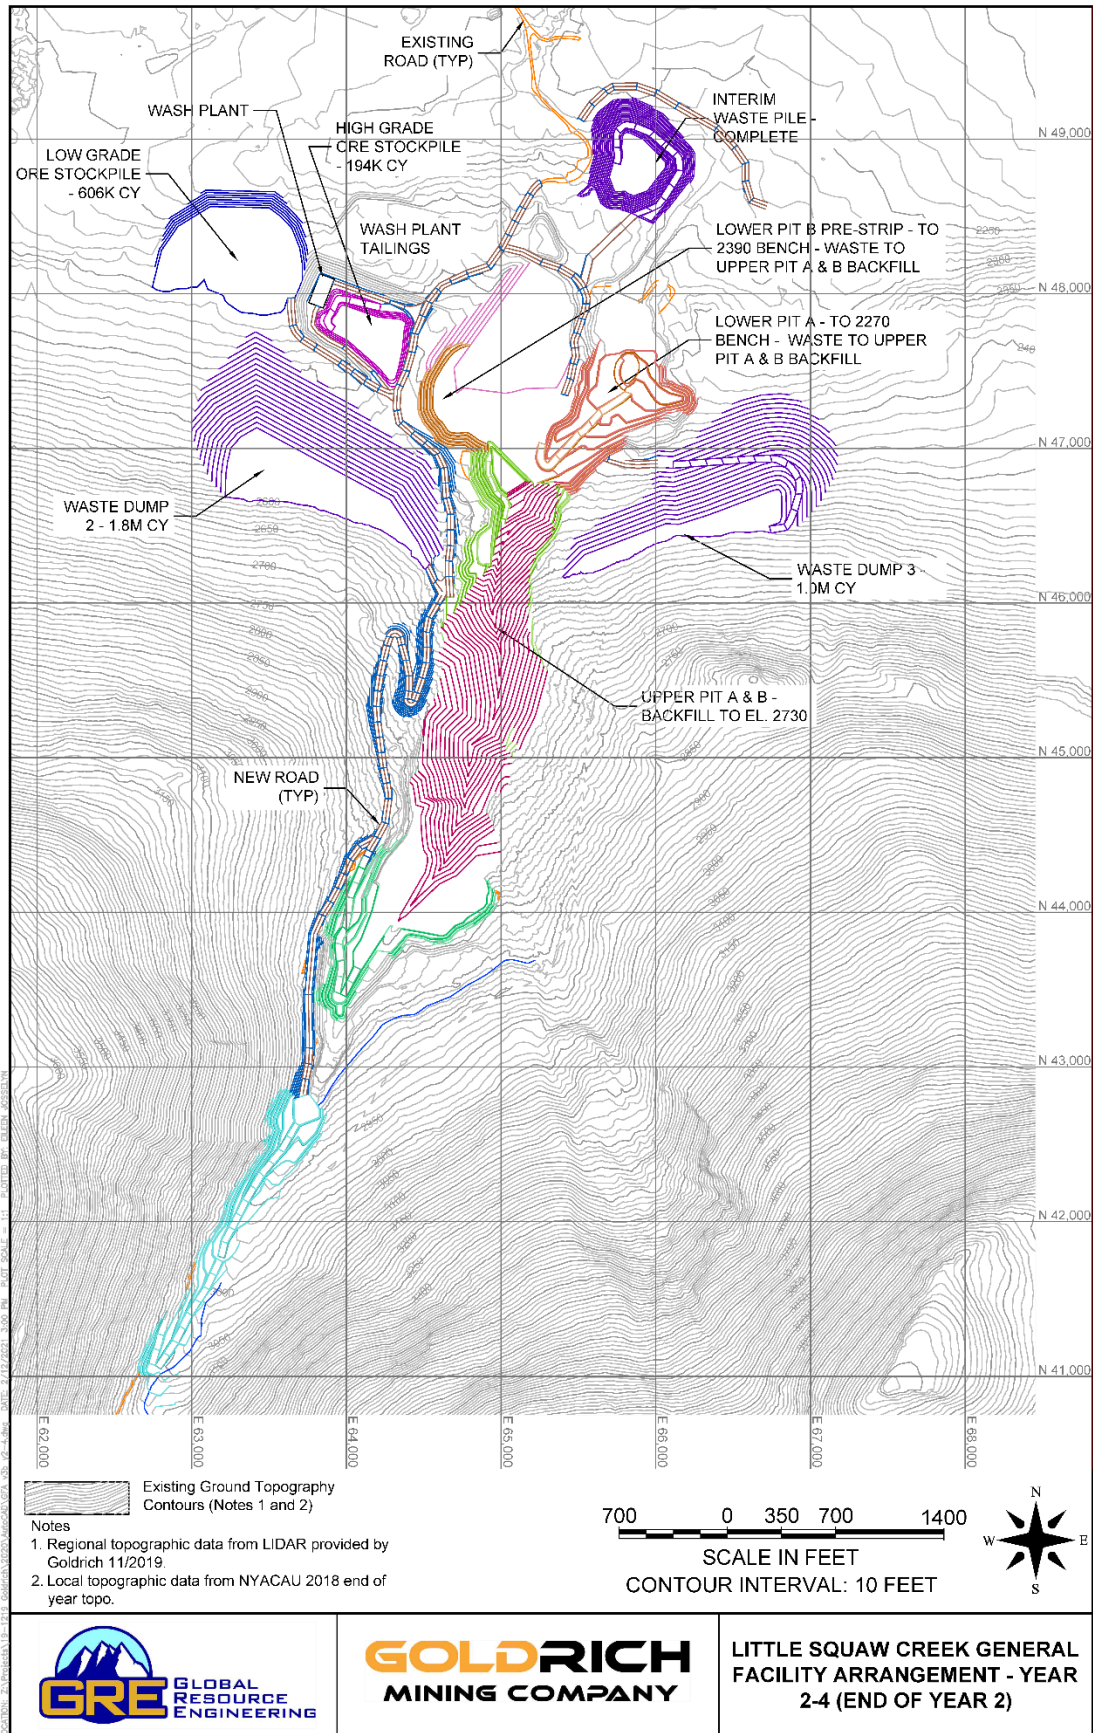 EXISTING
ROAD (TYP)
INTERIM
WASTE PILE -
COMPLETE
WASH PLANT
HIGH GRADE
ORE STOCKPILE
- 194K CY
LOW GRADE
ORE STOCKPILE
- 606K CY
WASH PLANT
TAILINGS
LOWER PIT B PRE-STRIP - TO
2390 BENCH - WASTE TO
UPPER PIT A & B BACKFILL
LOWER PIT A - TO 2270
BENCH - WASTE TO UPPER
PIT A & B BACKFILL
WASTE DUMP
2 - 1.8M CY
WASTE DUMP 3 -
1.0M CY
UPPER PIT A & B -
BACKFILL TO EL. 2730
NEW ROAD
(TYP)
N 49,000
N 48,000
N 47,000
N 46,000
N 45,000
N 44,000
N 43,000
N 42,000
N 41,000
E 62,000
E 63,000
E 64,000
E 65,000
E 66,000
E 67,000
E 68,000
Existing Ground Topography
Contours (Notes 1 and 2)
Notes
1. Regional topographic data from LIDAR provided by
Goldrich 11/2019.
2. Local topographic data from NYACAU 2018 end of
year topo.
700 0 350 700 1400
SCALE IN FEET
CONTOUR INTERVAL: 10 FEET
N
W E
S
GRE GLOBAL
RESOURCE
ENGINEERING
GOLDRICH
MINING COMPANY
LITTLE SQUAW CREEK GENERAL
FACILITY ARRANGEMENT - YEAR
2-4 (END OF YEAR 2)